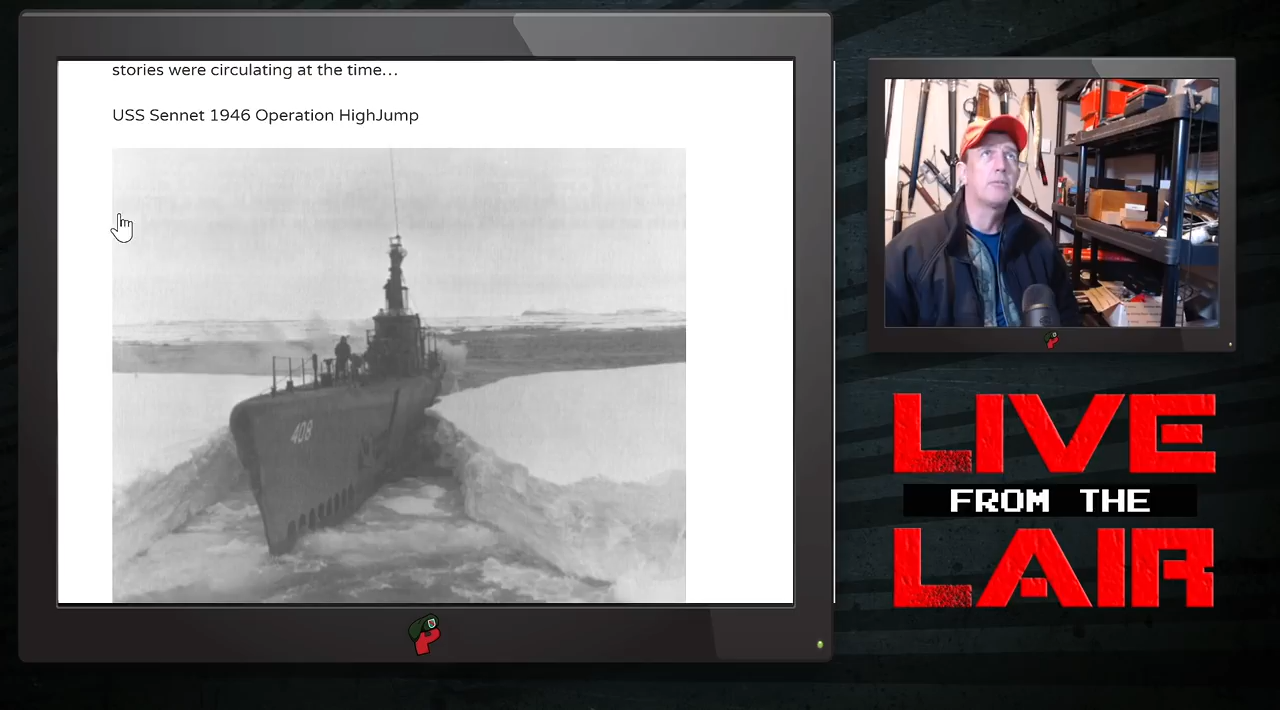 stories were circulating at the time...
USS Sennet 1946 Operation HighJump
408
LIVE
FROM THE
LAIR